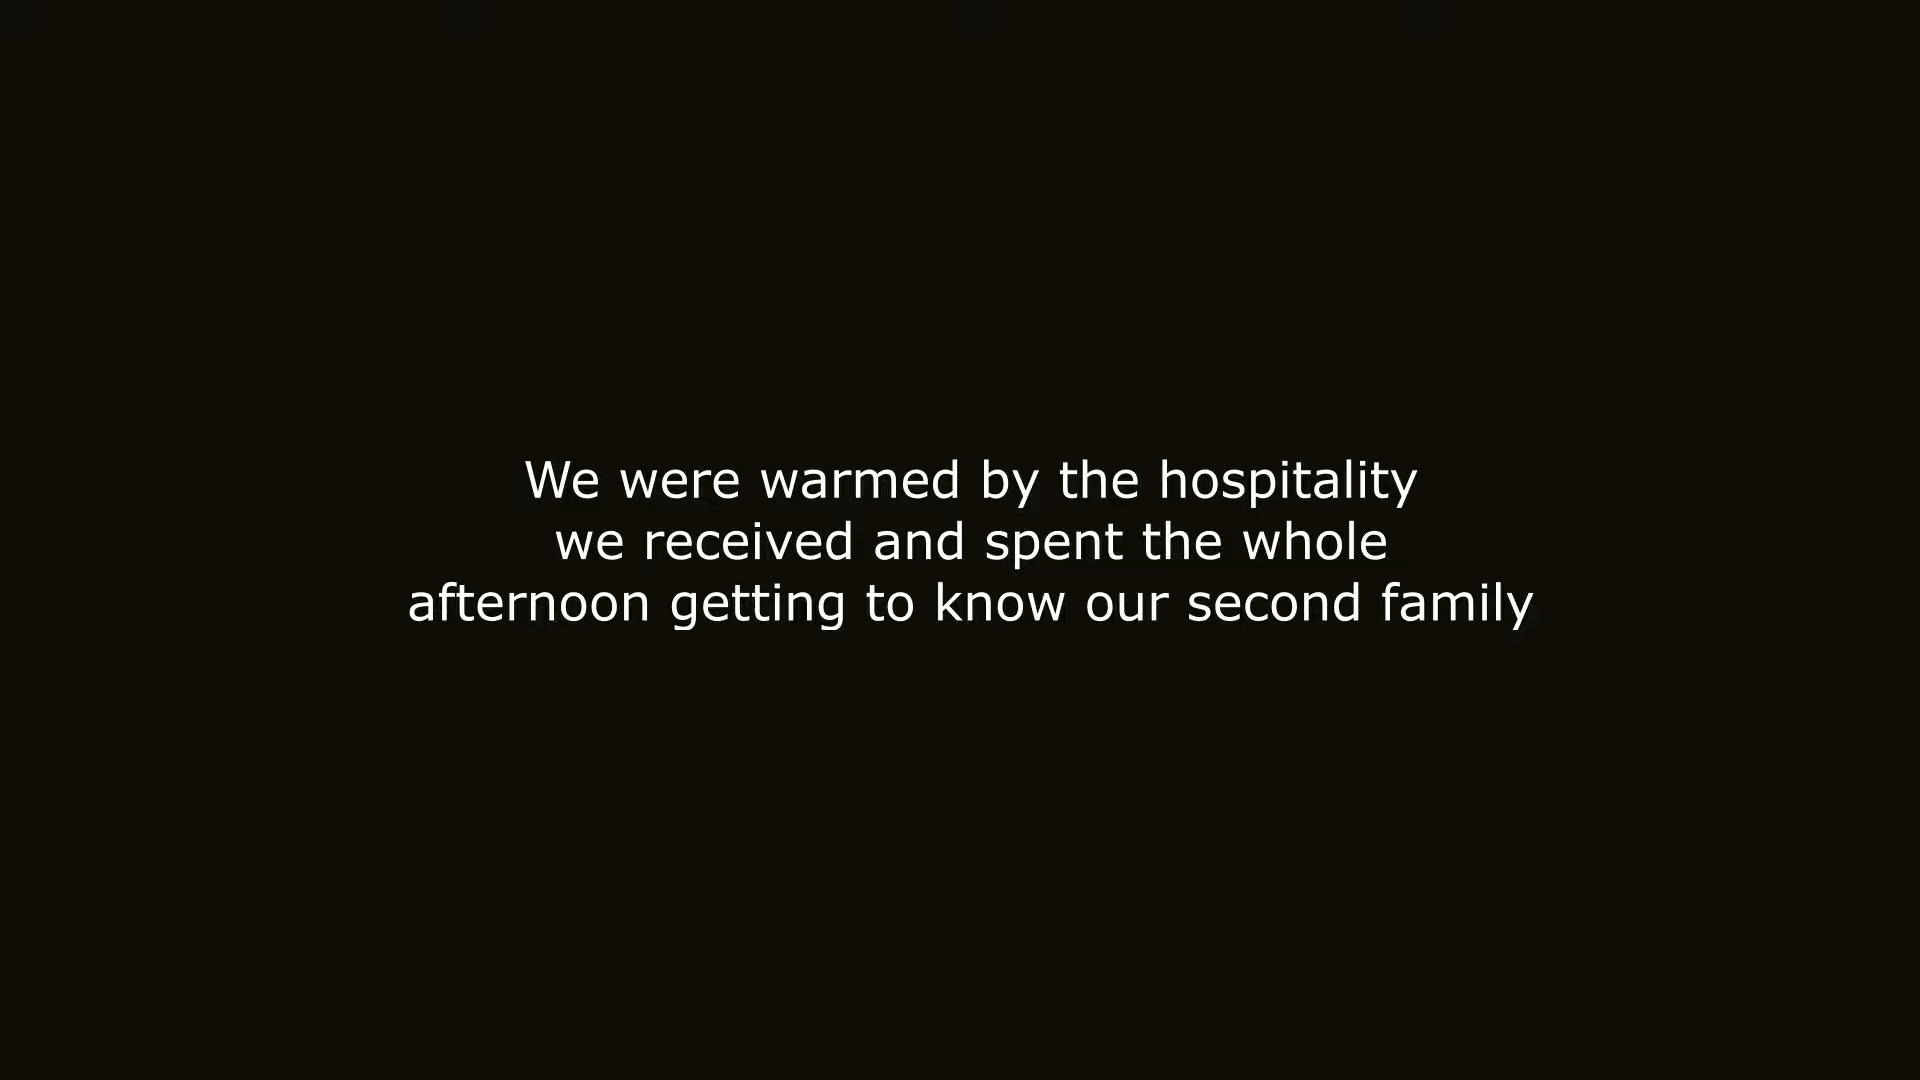 We were warmed by the hospitality
we received and spent the whole
afternoon getting to know our second family